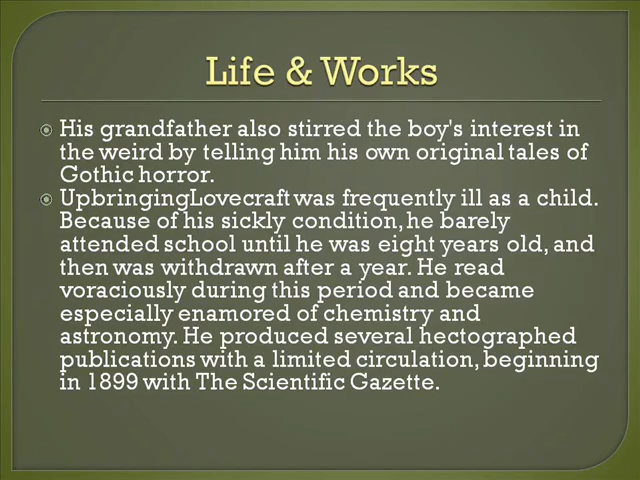 Life & Works
His grandfather also stirred the boy's interest in
the weird by telling him his own original tales of
Gothic horror.
UpbringingLovecraft was frequently ill as a child.
Because of his sickly condition, he barely
attended school until he was eight years old, and
then was withdrawn after a year. He read
voraciously during this period and became
especially enamored of chemistry and
astronomy. He produced several hectographed
publications with a limited circulation, beginning
in 1899 with The Scientific Gazette.